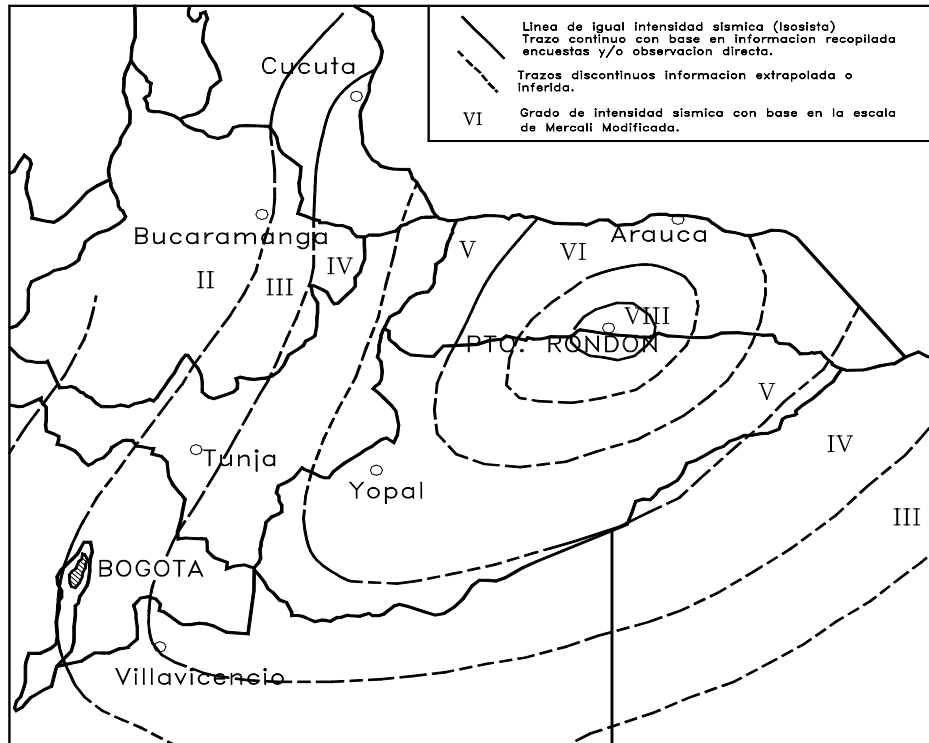 Linea de igual intensidad sismica (Isosista)
Trazo continuo con base en informacion recopilada
encuestas y/o observacion directa.
Trazos discontinuos informacion extrapolada o
inferida.
VI
Grado de intensidad sismica con base en la escala
de Mercali Modificada.
Cucuta
Bucaramanga
Arauca
II
III
IV
V
VI
VIII
PTO. RONDON
V
IV
III
Tunja
Yopal
BOGOTA
Villavicencio